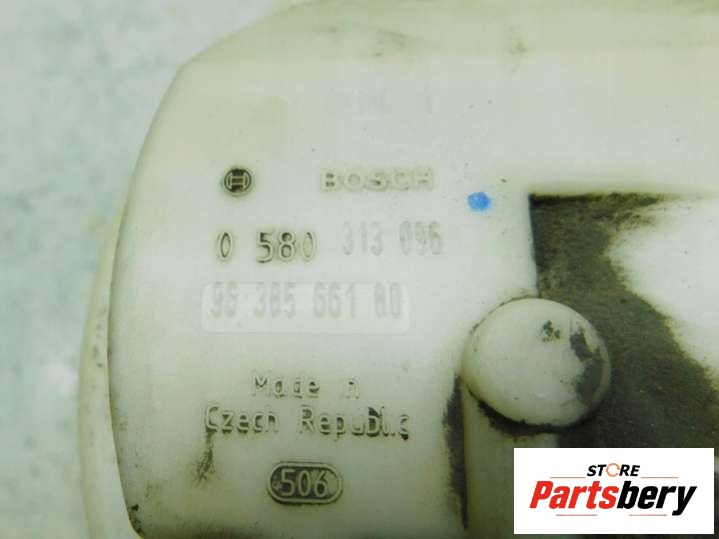 BOSCH
0 580 313 096
96 385 661 80
Made in
Czech Republic
506
STORE
Partsbery